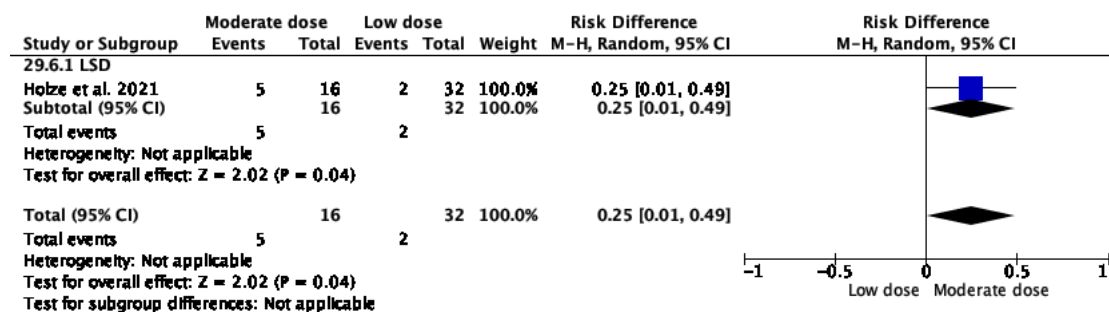 Moderate dose Low dose Risk Difference Risk Difference
Study or Subgroup Events Total Events Total Weight M-H, Random, 95% CI M-H, Random, 95% CI
29.6.1 LSD
Holze et al. 2021 5 16 2 32 100.0% 0.25 [0.01, 0.49]
Subtotal (95% CI) 16 32 100.0% 0.25 [0.01, 0.49]
Total events 5 2
Heterogeneity: Not applicable
Test for overall effect: Z = 2.02 (P = 0.04)
Total (95% CI) 16 32 100.0% 0.25 [0.01, 0.49]
Total events 5 2
Heterogeneity: Not applicable
Test for overall effect: Z = 2.02 (P = 0.04)
Test for subgroup differences: Not applicable
-1 -0.5 0 0.5 1
Low dose Moderate dose